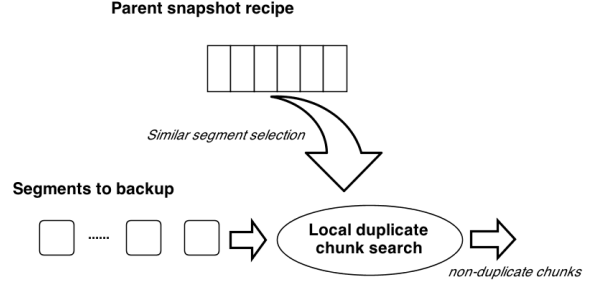 Parent snapshot recipe
Similar segment selection
Segments to backup
......
Local duplicate
chunk search
non-duplicate chunks